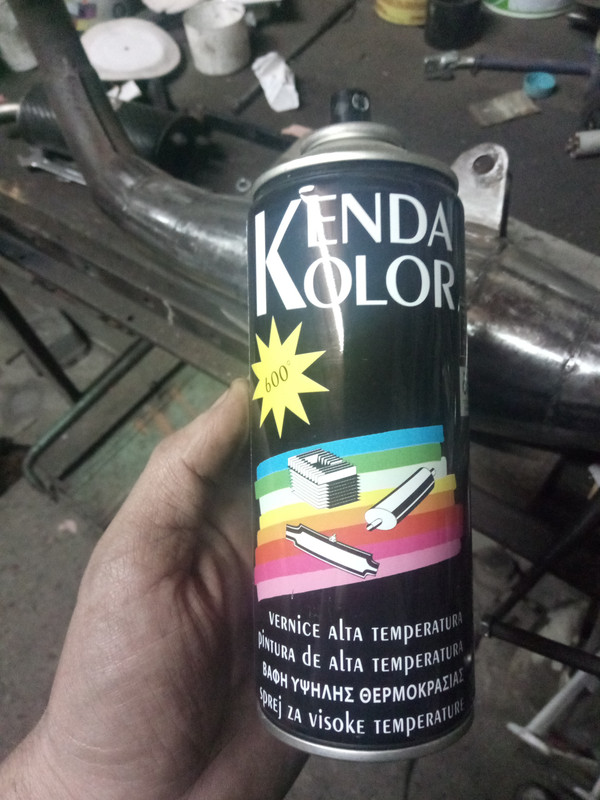 KENDA
KOLOR
600°
VERNICE ALTA TEMPERATURA
PINTURA de ALTA TEMPERATURA
ΒΑΦΗ ΥΨΗΛΗΣ ΘΕΡΜΟΚΡΑΣΙΑΣ
SPREJ ZA VISOKE TEMPERATURE